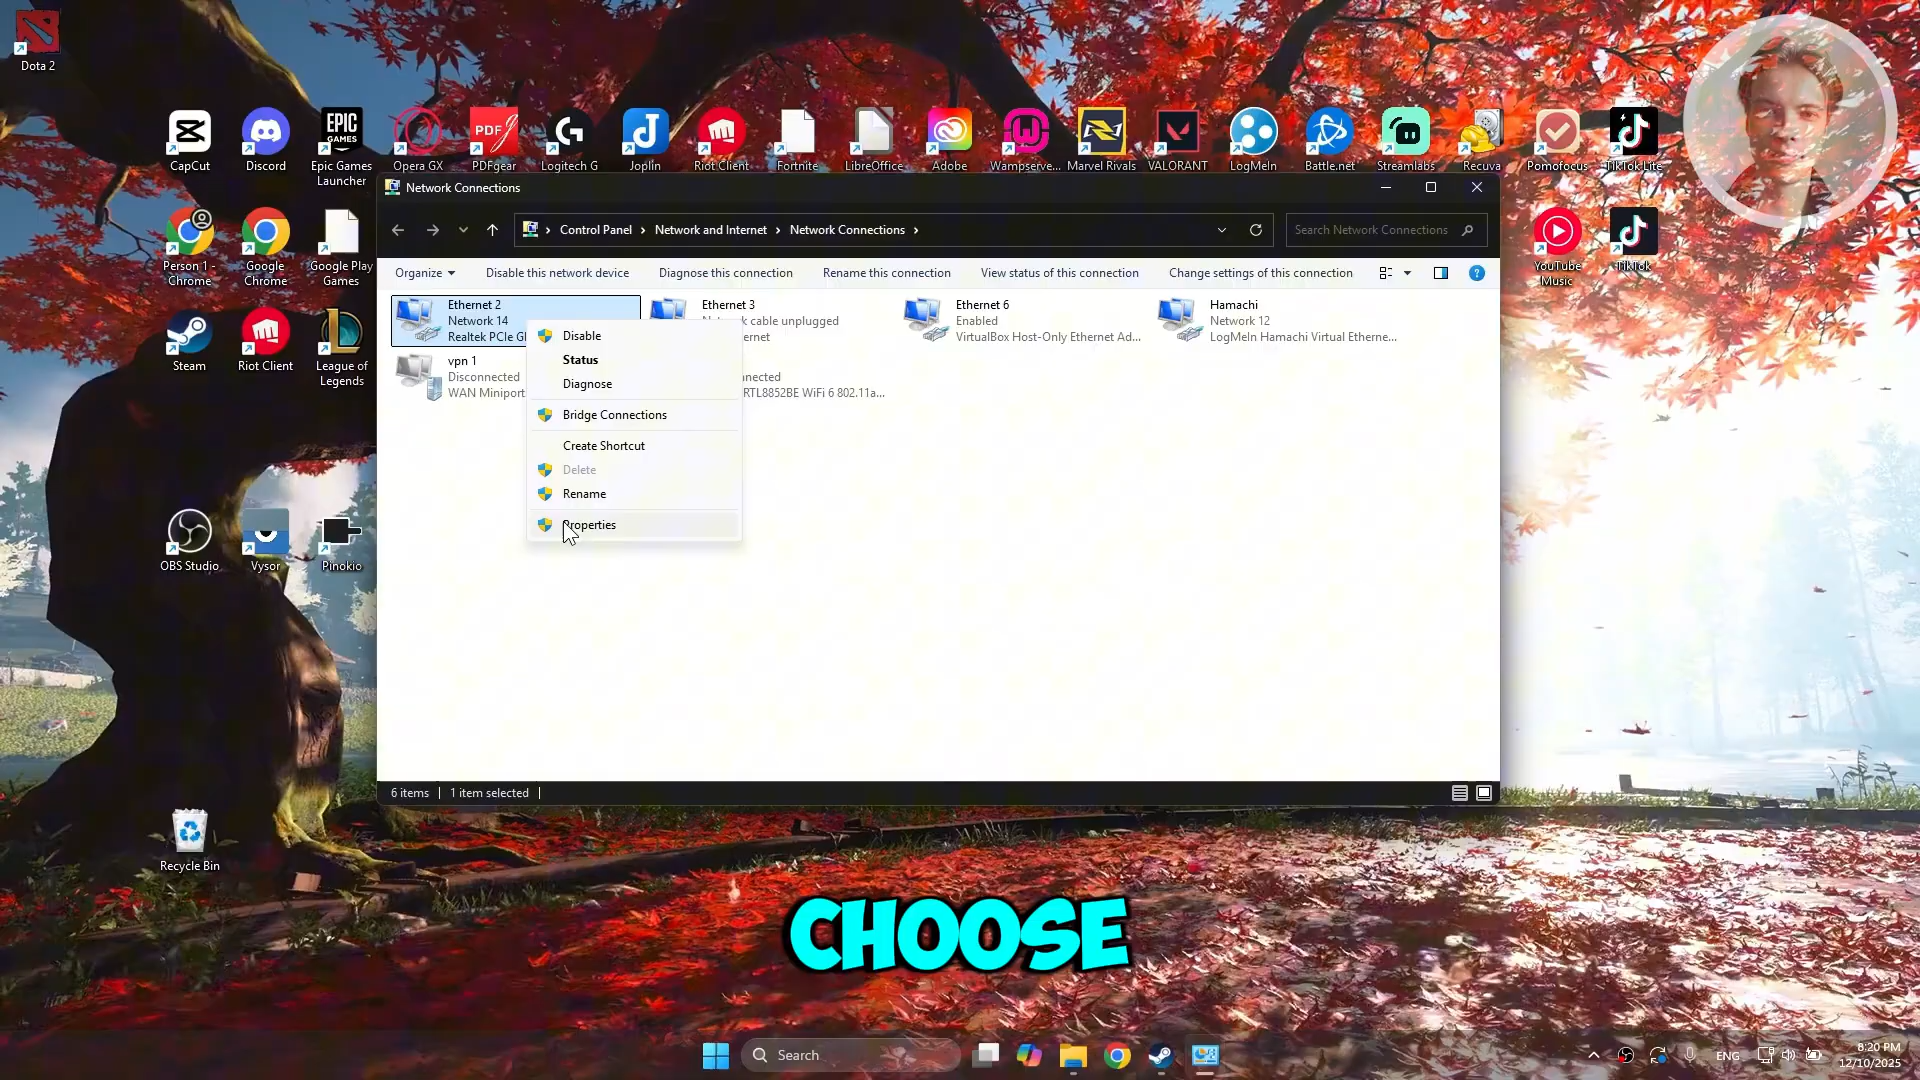 Dota 2
CapCut
Discord
Epic Games
Launcher
Opera GX
PDF
PDFgear
Logitech G
Joplin
Riot Client
Fortnite
LibreOffice
Adobe
Wampserve...
Marvel Rivals
VALORANT
LogMeIn
Battle.net
Streamlabs
Recuva
Pomofocus
TikTok Lite
EPIC
GAMES
Person 1 -
Chrome
Google
Chrome
Google Play
Games
YouTube
Music
TikTok
Steam
Riot Client
League of
Legends
OBS Studio
Vysor
Pinokio
Recycle Bin
Network Connections
Control Panel
Network and Internet
Network Connections
Search Network Connections
Organize
Disable this network device
Diagnose this connection
Rename this connection
View status of this connection
Change settings of this connection
Ethernet 2
Network 14
Realtek PCIe G
Ethernet 3
cable unplugged
ernet
Ethernet 6
Enabled
VirtualBox Host-Only Ethernet Ad...
Hamachi
Network 12
LogMeIn Hamachi Virtual Etherne...
vpn 1
Disconnected
WAN Miniport
nnected
RTL8852BE WiFi 6 802.11a...
Disable
Status
Diagnose
Bridge Connections
Create Shortcut
Delete
Rename
Properties
6 items
1 item selected
CHOOSE
Search
ENG
8:20 PM
12/10/2025